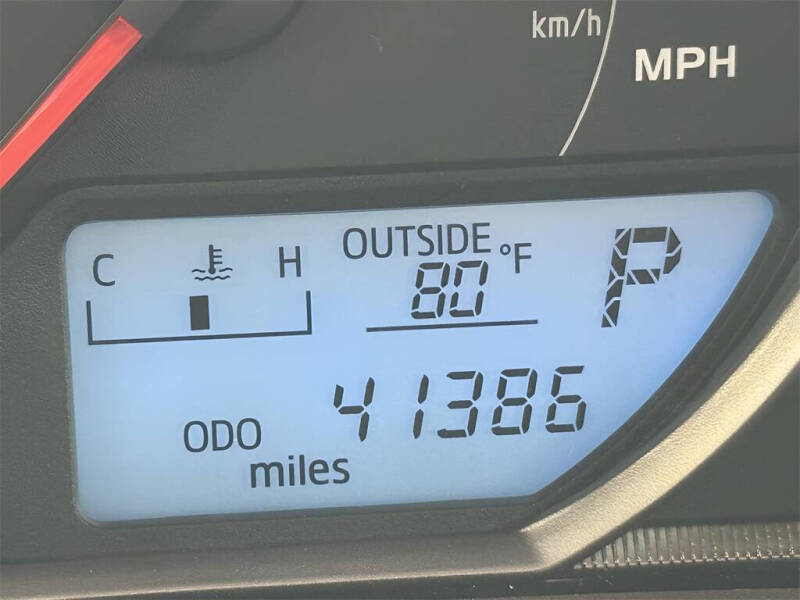 km/h
MPH
C H OUTSIDE °F P
80
41386
ODO
miles